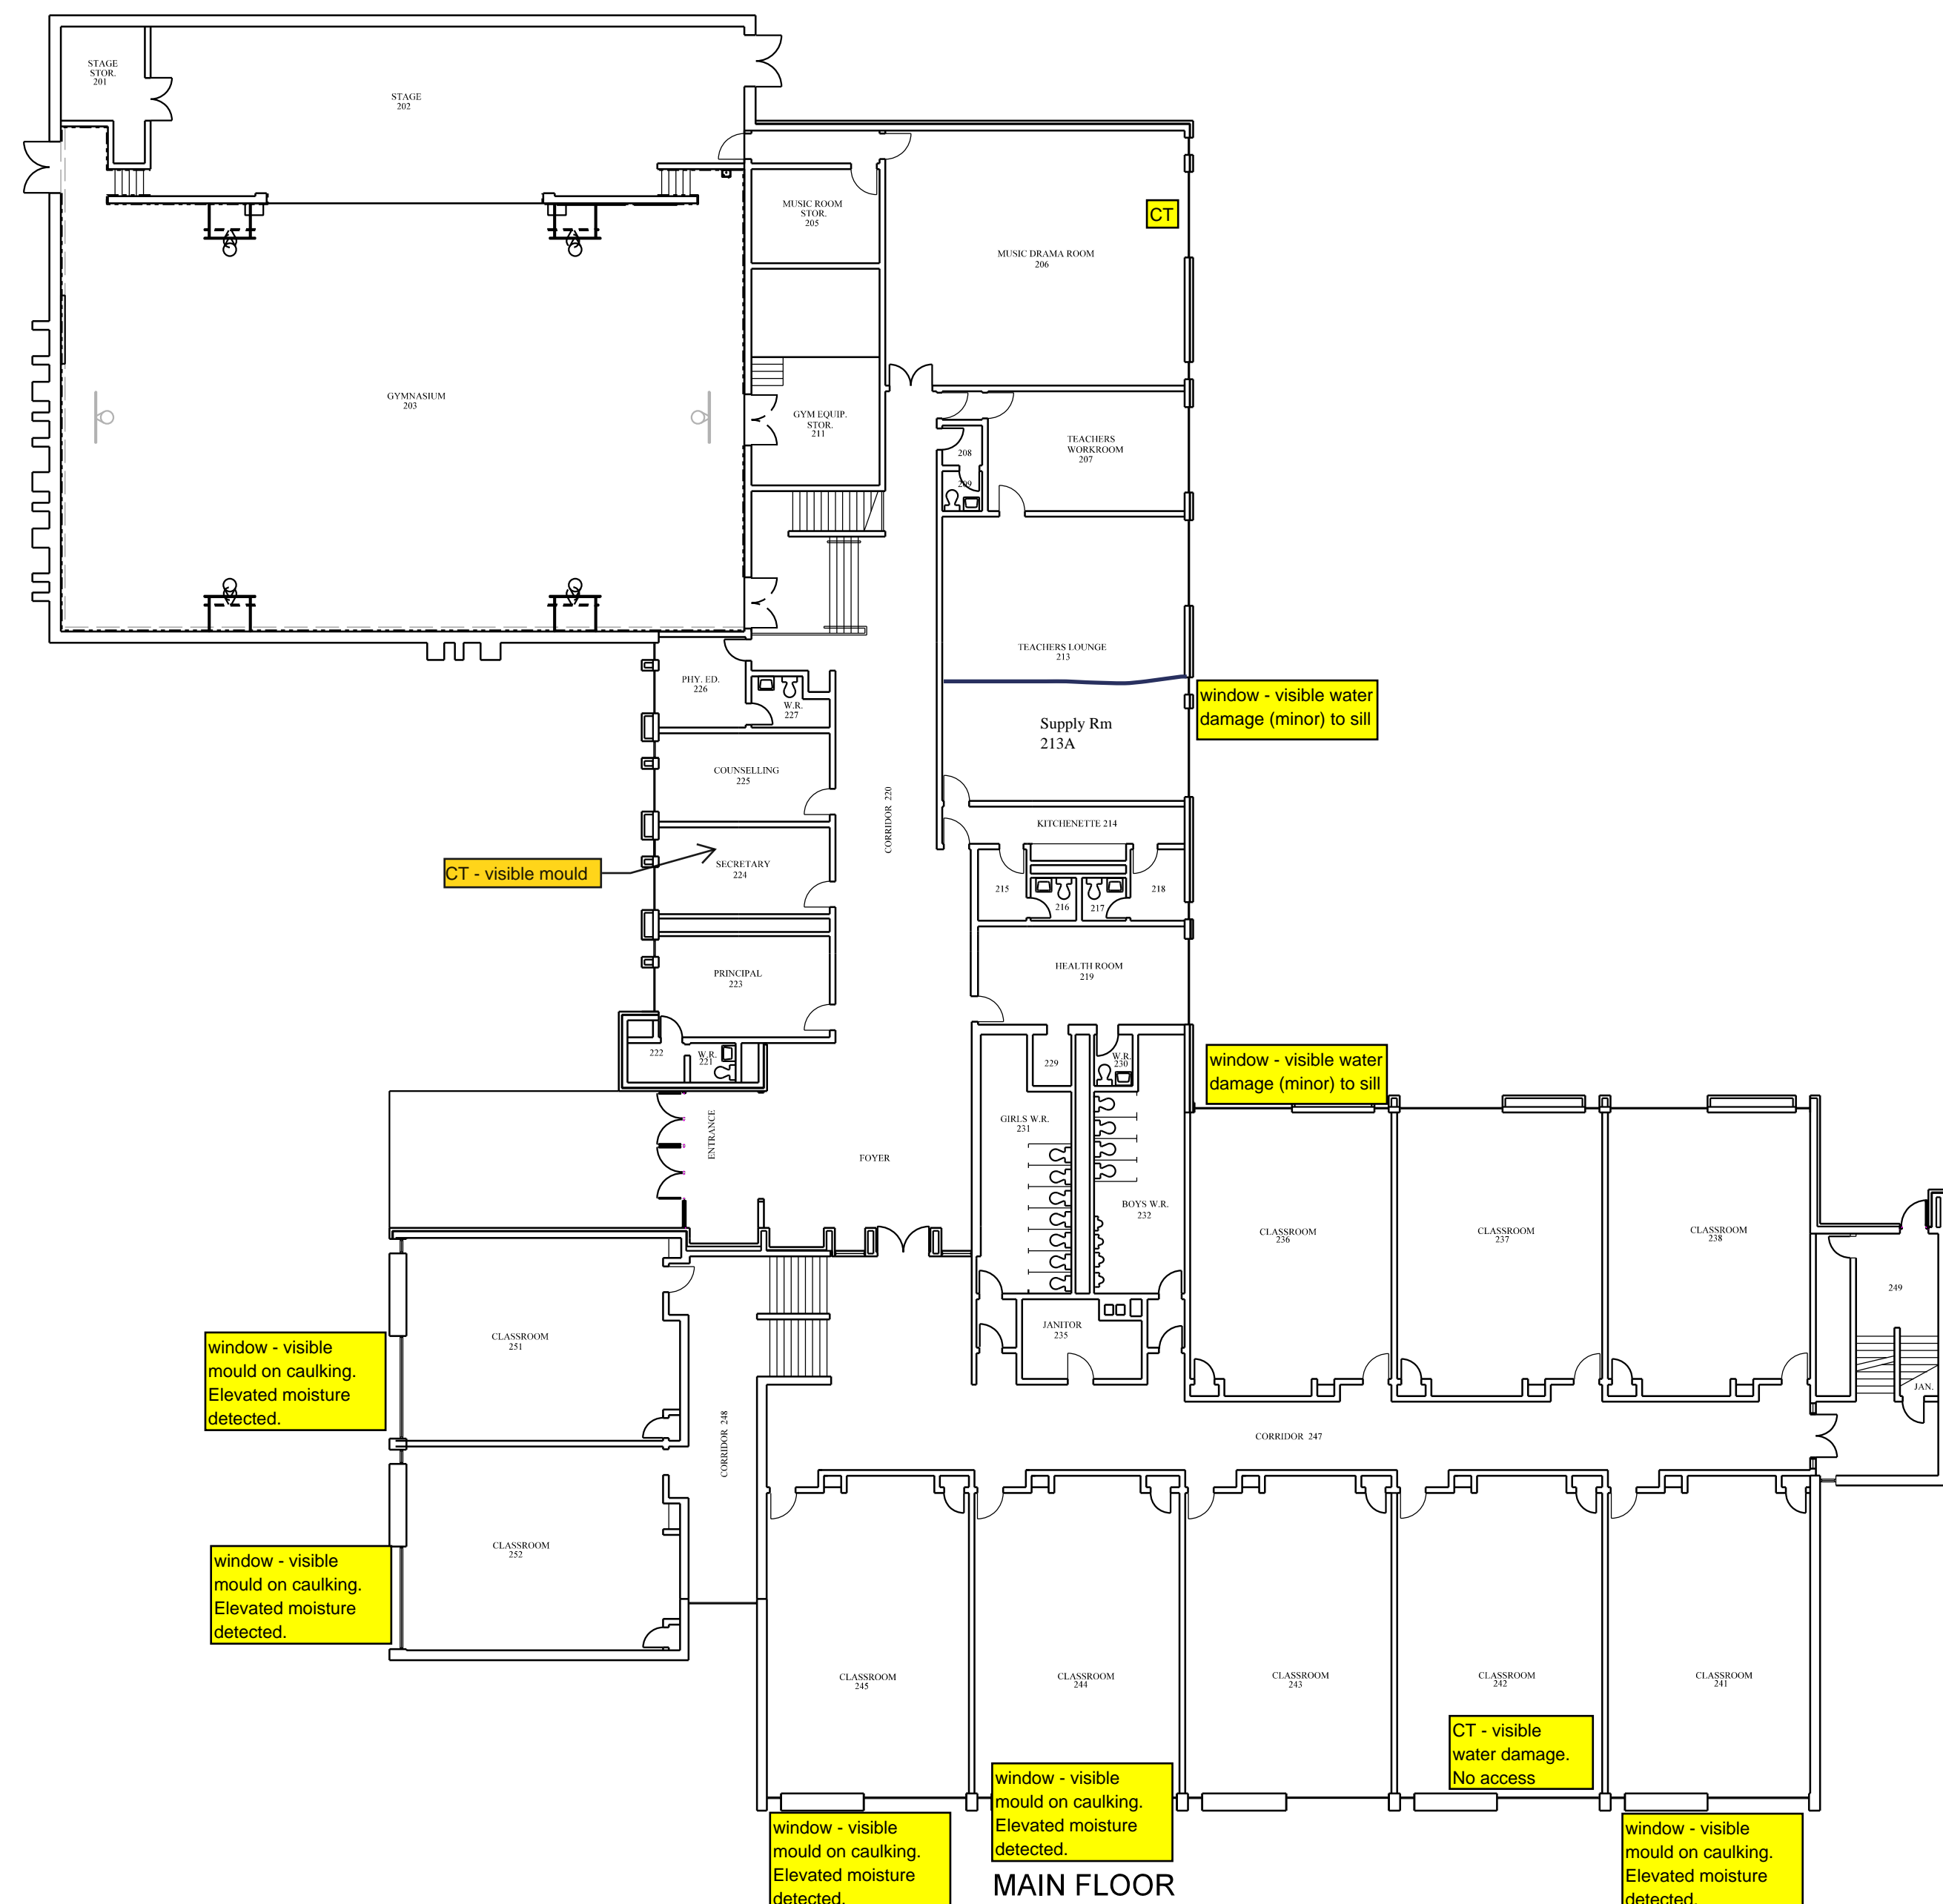 STAGE
STOR.
201
STAGE
202
MUSIC ROOM
STOR.
205
CT
MUSIC DRAMA ROOM
206
GYMNASIUM
203
GYM EQUIP.
STOR.
211
TEACHERS
WORKROOM
207
208
209
TEACHERS LOUNGE
213
PHY. ED.
226
W.R.
227
window - visible water
damage (minor) to sill
Supply Rm
213A
COUNSELLING
225
CORRIDOR 220
KITCHENETTE 214
CT - visible mould
SECRETARY
224
215
216
217
218
PRINCIPAL
223
HEALTH ROOM
219
222
W.R.
221
229
W.R.
230
window - visible water
damage (minor) to sill
ENTRANCE
FOYER
GIRLS W.R.
231
BOYS W.R.
232
CLASSROOM
236
CLASSROOM
237
CLASSROOM
238
249
JANITOR
235
JAN.
window - visible
mould on caulking.
Elevated moisture
detected.
CLASSROOM
251
CORRIDOR 248
CORRIDOR 247
window - visible
mould on caulking.
Elevated moisture
detected.
CLASSROOM
252
CLASSROOM
245
CLASSROOM
244
CLASSROOM
243
CLASSROOM
242
CLASSROOM
241
CT - visible
water damage.
No access
window - visible
mould on caulking.
Elevated moisture
detected.
window - visible
mould on caulking.
Elevated moisture
detected.
window - visible
mould on caulking.
Elevated moisture
detected.
MAIN FLOOR